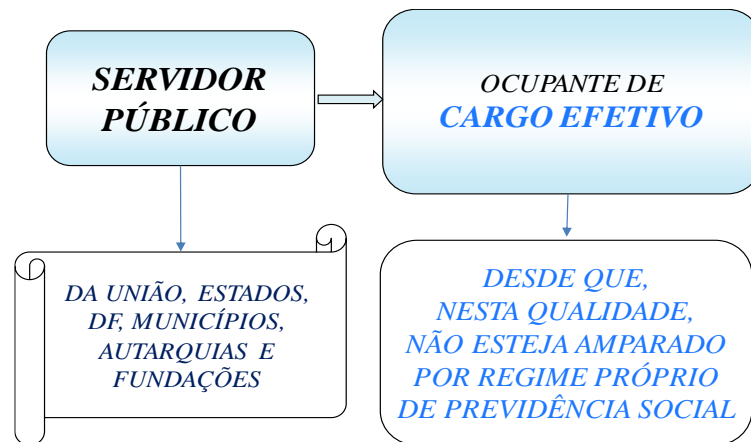 SERVIDOR
PÚBLICO
OCUPANTE DE
CARGO EFETIVO
DA UNIÃO, ESTADOS,
DF, MUNICÍPIOS,
AUTARQUIAS E
FUNDAÇÕES
DESDE QUE,
NESTA QUALIDADE,
NÃO ESTEJA AMPARADO
POR REGIME PRÓPRIO
DE PREVIDÊNCIA SOCIAL